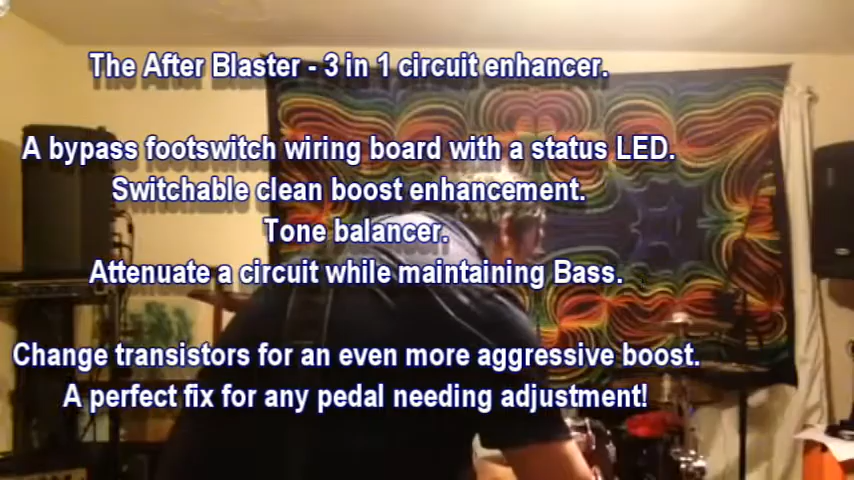 The After Blaster - 3 in 1 circuit enhancer.
A bypass footswitch wiring board with a status LED.
Switchable clean boost enhancement.
Tone balancer.
Attenuate a circuit while maintaining Bass.
Change transistors for an even more aggressive boost.
A perfect fix for any pedal needing adjustment!